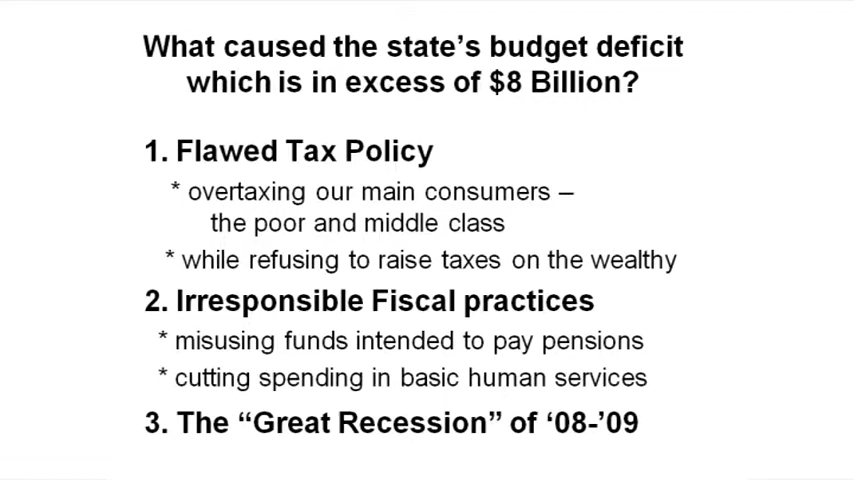 What caused the state’s budget deficit
which is in excess of $8 Billion?
1. Flawed Tax Policy
* overtaxing our main consumers –
the poor and middle class
* while refusing to raise taxes on the wealthy
2. Irresponsible Fiscal practices
* misusing funds intended to pay pensions
* cutting spending in basic human services
3. The “Great Recession” of ‘08-’09